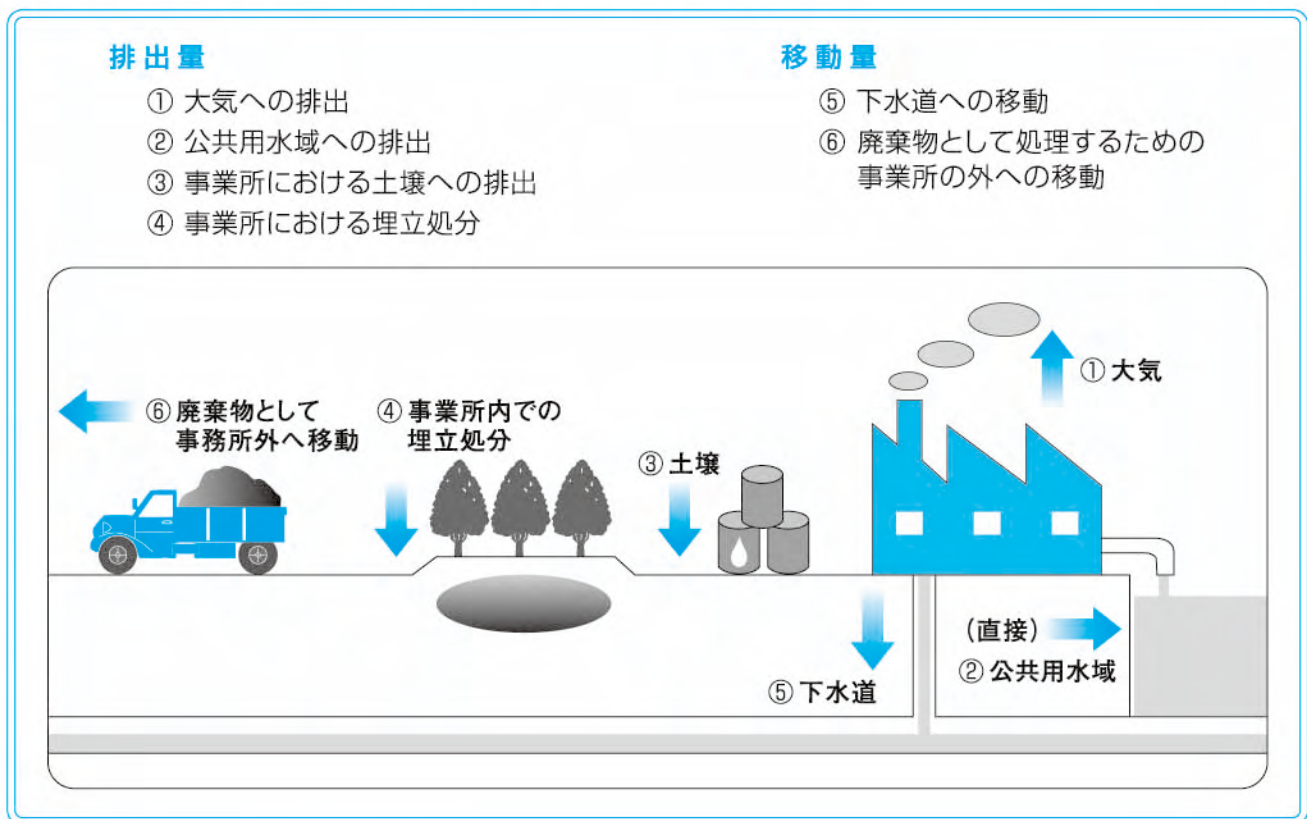 排出量
① 大気への排出
② 公共用水域への排出
③ 事業所における土壌への排出
④ 事業所における埋立処分
移動量
⑤ 下水道への移動
⑥ 廃棄物として処理するための
事業所の外への移動
① 大気
⑥ 廃棄物として
事務所外へ移動
④ 事業所内での
埋立処分
③ 土壌
(直接)
② 公共用水域
⑤ 下水道